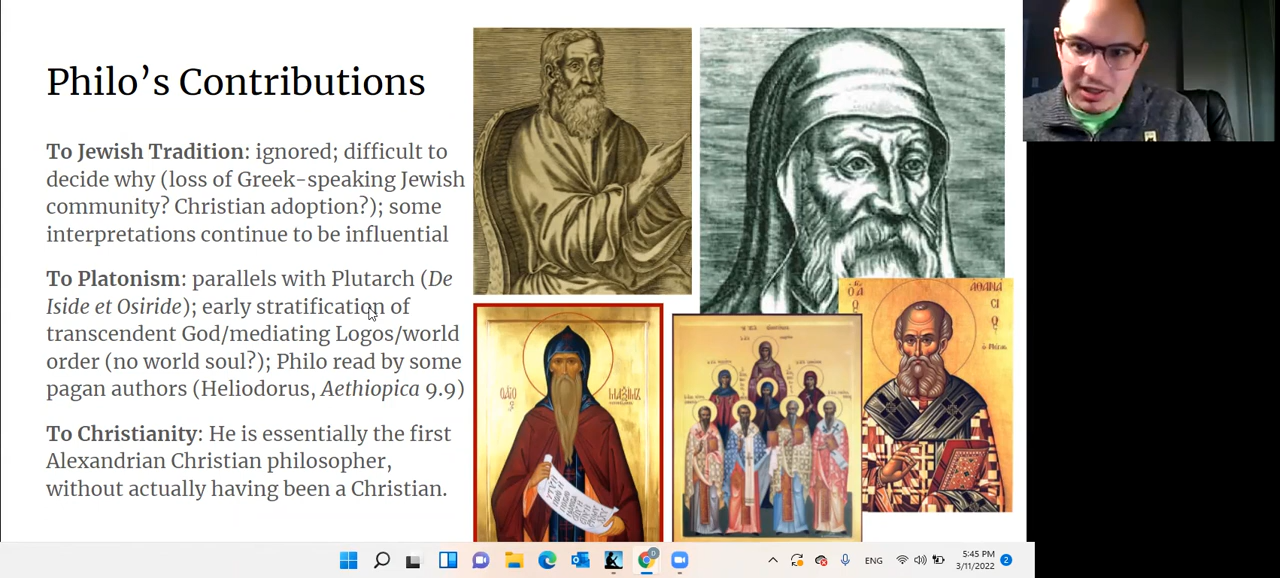 Philo’s Contributions
To Jewish Tradition: ignored; difficult to
decide why (loss of Greek-speaking Jewish
community? Christian adoption?); some
interpretations continue to be influential
To Platonism: parallels with Plutarch (De
Iside et Osiride); early stratification of
transcendent God/mediating Logos/world
order (no world soul?); Philo read by some
pagan authors (Heliodorus, Aethiopica 9.9)
To Christianity: He is essentially the first
Alexandrian Christian philosopher,
without actually having been a Christian.
ΑΘΑΝΑ
ΣΙ
ΟΣ
ENG
5:45 PM
3/11/2022
2